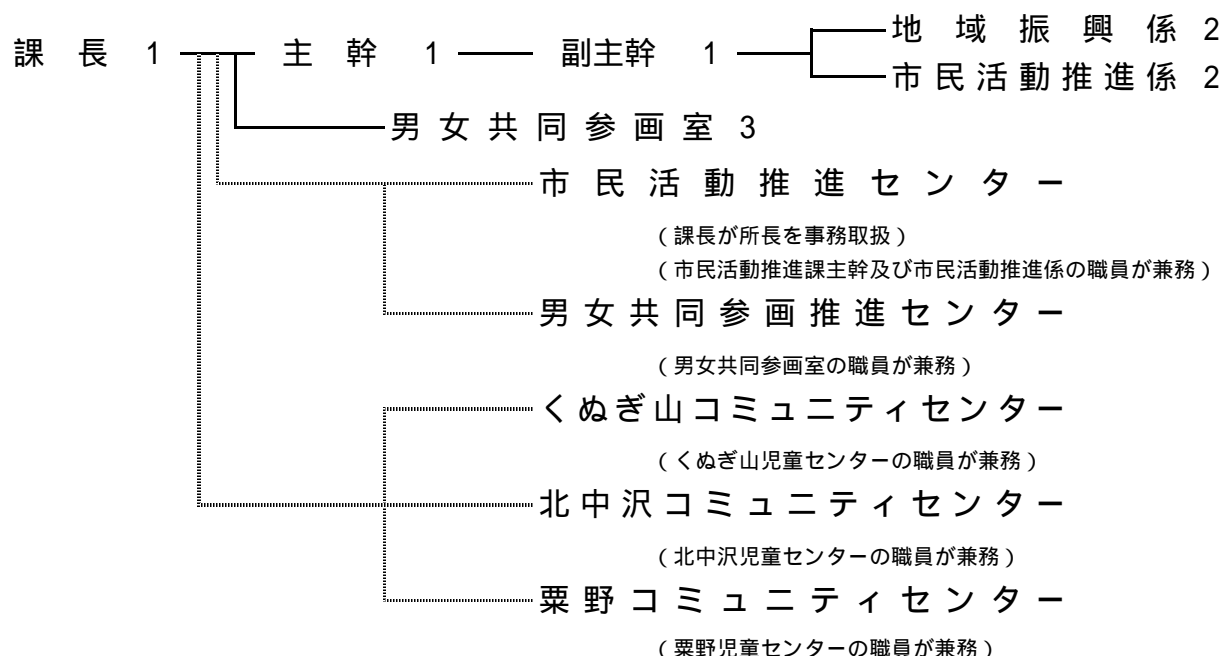 地域振興係 2
課長 1 主幹 1 副主幹 1
市民活動推進係 2
男女共同参画室 3
市民活動推進センター
(課長が所長を事務取扱)
(市民活動推進課主幹及び市民活動推進係の職員が兼務)
男女共同参画推進センター
(男女共同参画室の職員が兼務)
くぬぎ山コミュニティセンター
(くぬぎ山児童センターの職員が兼務)
北中沢コミュニティセンター
(北中沢児童センターの職員が兼務)
粟野コミュニティセンター
(粟野児童センターの職員が兼務)